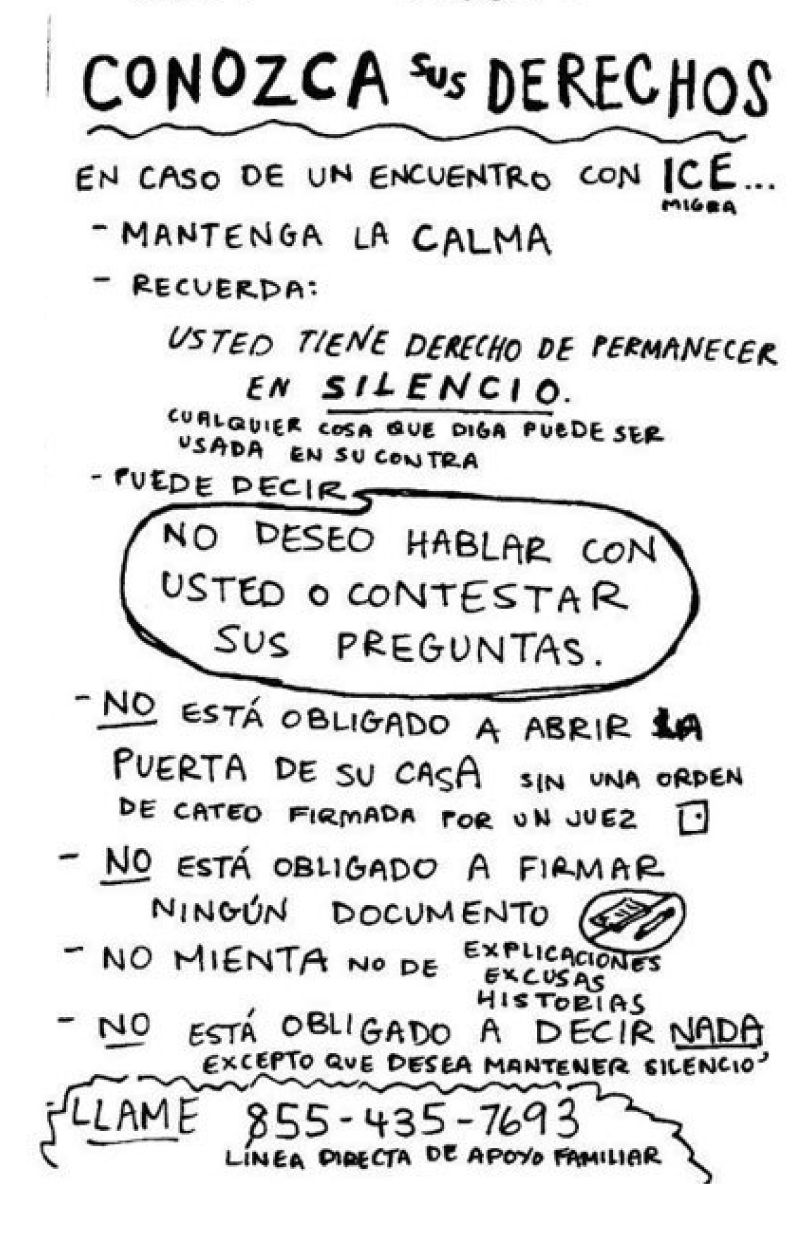 CONOZCA SUS DERECHOS
EN CASO DE UN ENCUENTRO CON ICE...
MIGRA
- MANTENGA LA CALMA
- RECUERDA:
USTED TIENE DERECHO DE PERMANECER
EN SILENCIO.
CUALQUIER COSA QUE DIGA PUEDE SER
USADA EN SU CONTRA
- PUEDE DECIR
NO DESEO HABLAR CON
USTED O CONTESTAR
SUS PREGUNTAS.
- NO ESTÁ OBLIGADO A ABRIR LA
PUERTA DE SU CASA SIN UNA ORDEN
DE CATEO FIRMADA POR UN JUEZ
- NO ESTÁ OBLIGADO A FIRMAR
NINGÚN DOCUMENTO
- NO MIENTA NO DE EXPLICACIONES
EXCUSAS
HISTORIAS
- NO ESTÁ OBLIGADO A DECIR NADA
EXCEPTO QUE DESEA MANTENER SILENCIO'
LLAME 855-435-7693
LÍNEA DIRECTA DE APOYO FAMILIAR